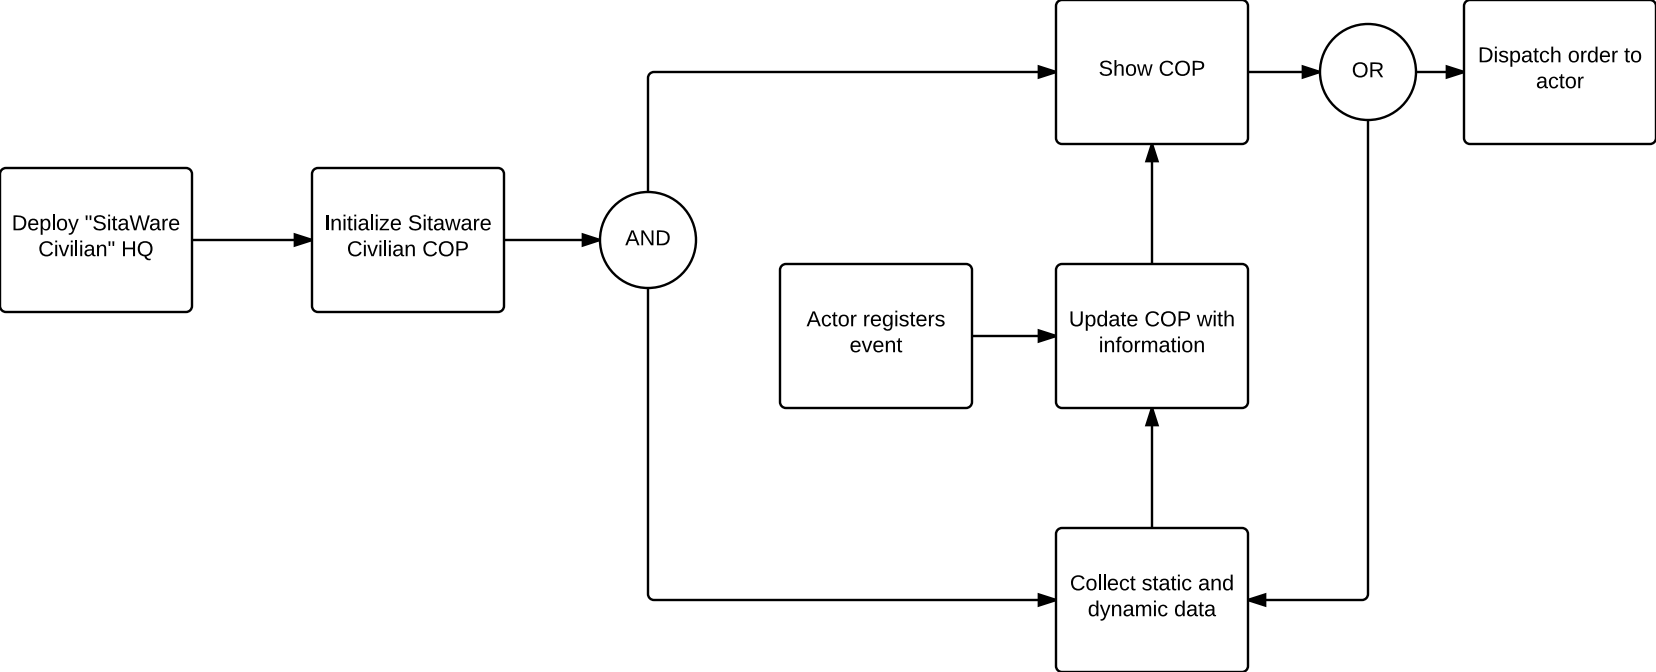 Show COP
OR
Dispatch order to
actor
Deploy "SitaWare
Civilian" HQ
Initialize Sitaware
Civilian COP
AND
Actor registers
event
Update COP with
information
Collect static and
dynamic data